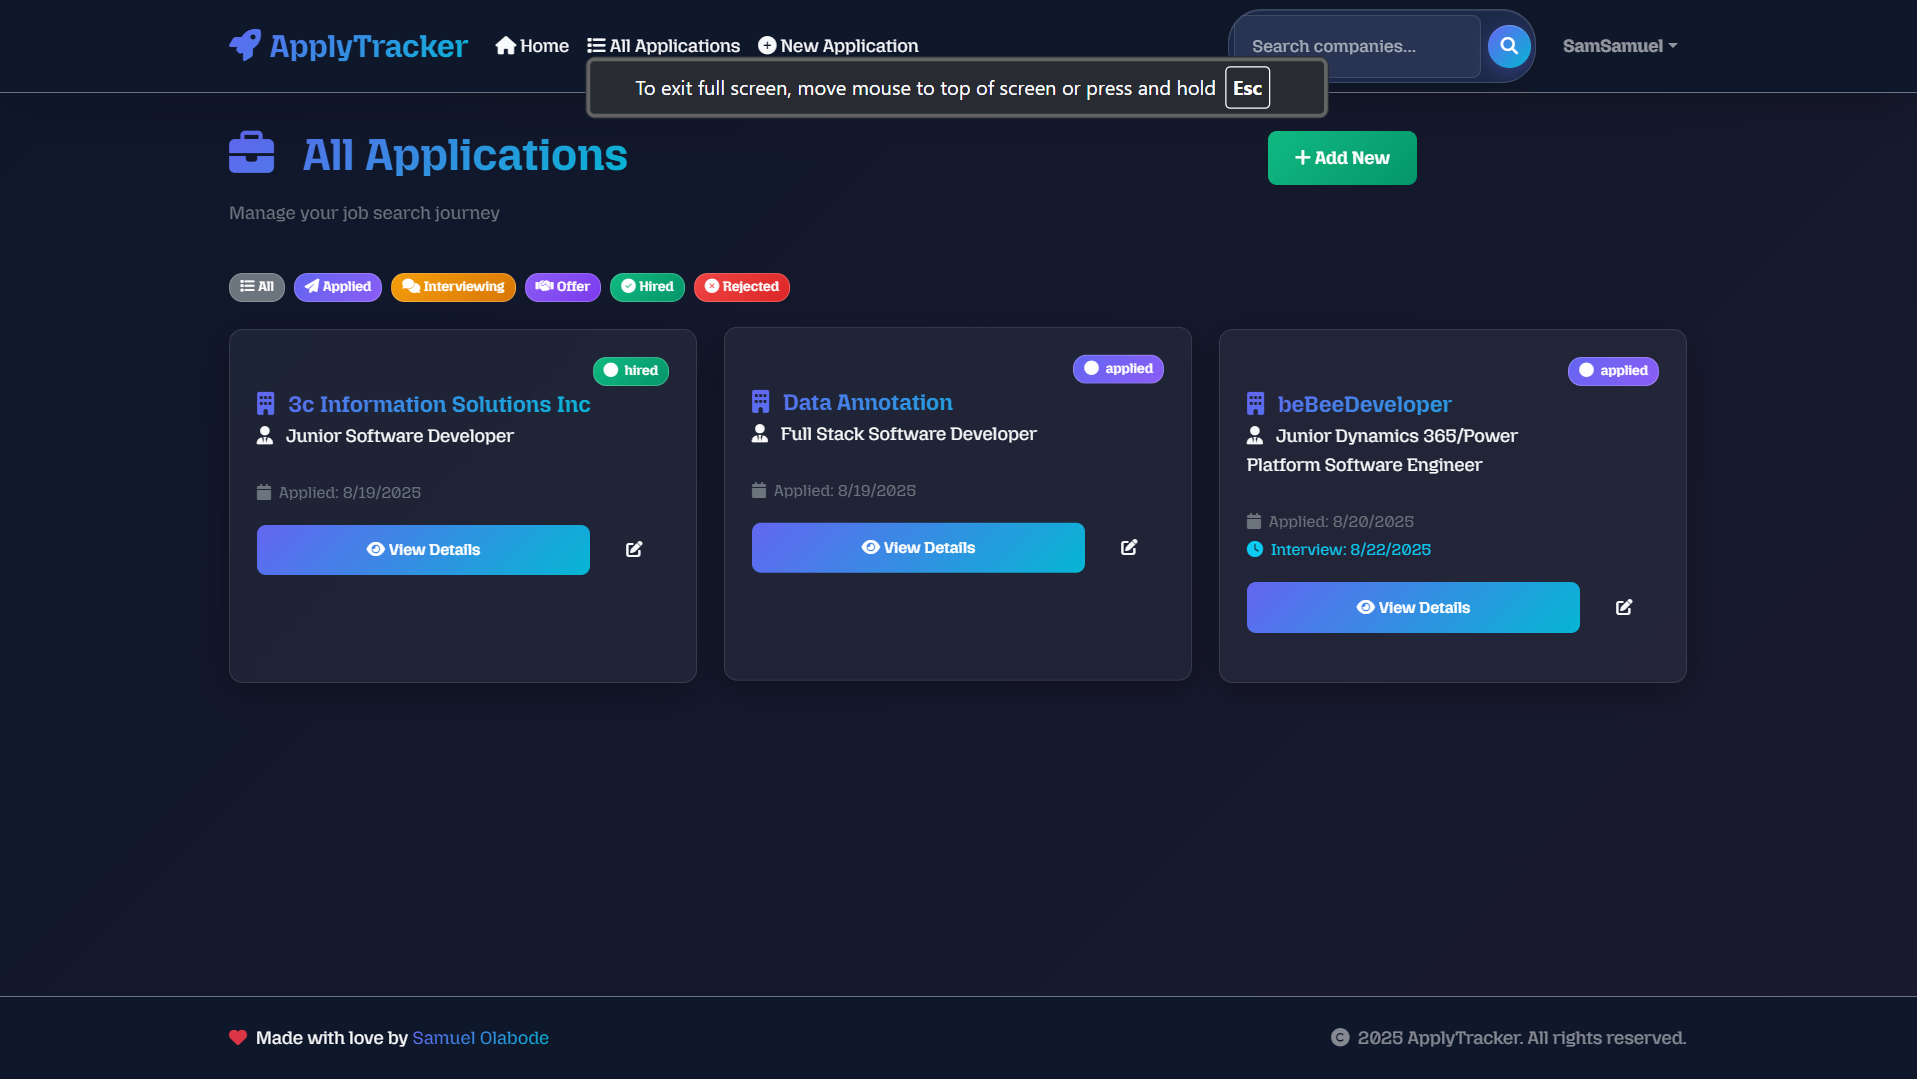 ApplyTracker Home All Applications New Application Search companies... SamSamuel
To exit full screen, move mouse to top of screen or press and hold Esc
All Applications
+ Add New
Manage your job search journey
All Applied Interviewing Offer Hired Rejected
hired
3c Information Solutions Inc
Junior Software Developer
Applied: 8/19/2025
View Details
applied
Data Annotation
Full Stack Software Developer
Applied: 8/19/2025
View Details
applied
beBeeDeveloper
Junior Dynamics 365/Power
Platform Software Engineer
Applied: 8/20/2025
Interview: 8/22/2025
View Details
Made with love by Samuel Olabode
© 2025 ApplyTracker. All rights reserved.